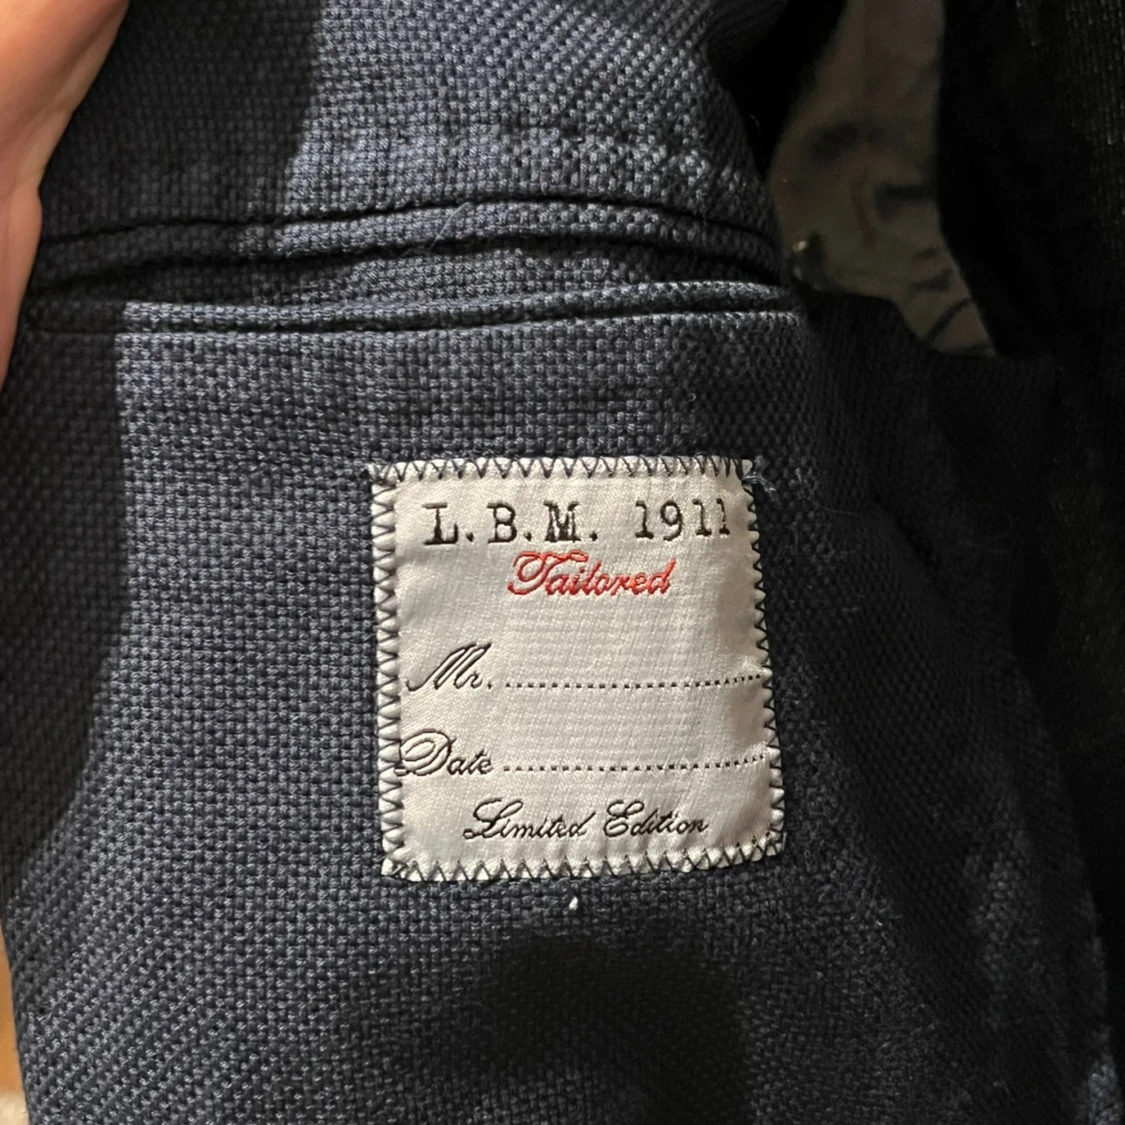 L.B.M. 1911
Tailored
Mr. ........................
Date ........................
Limited Edition